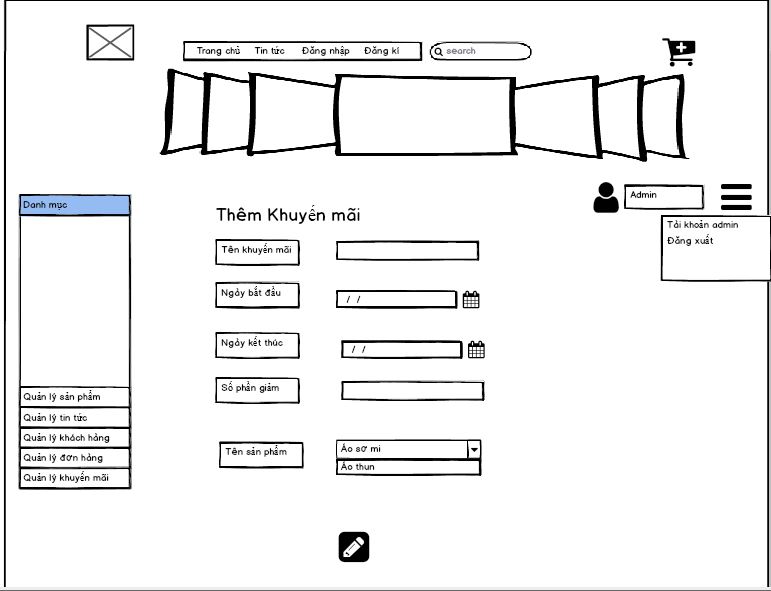 Trang chủ Tin tức Đăng nhập Đăng kí
search
Admin
Tài khoản admin
Đăng xuất
Danh mục
Quản lý sản phẩm
Quản lý tin tức
Quản lý khách hàng
Quản lý đơn hàng
Quản lý khuyến mãi
Thêm Khuyến mãi
Tên khuyến mãi
Ngày bắt đầu
/ /
Ngày kết thúc
/ /
Số phần giảm
Tên sản phẩm
Áo sơ mi
Áo thun